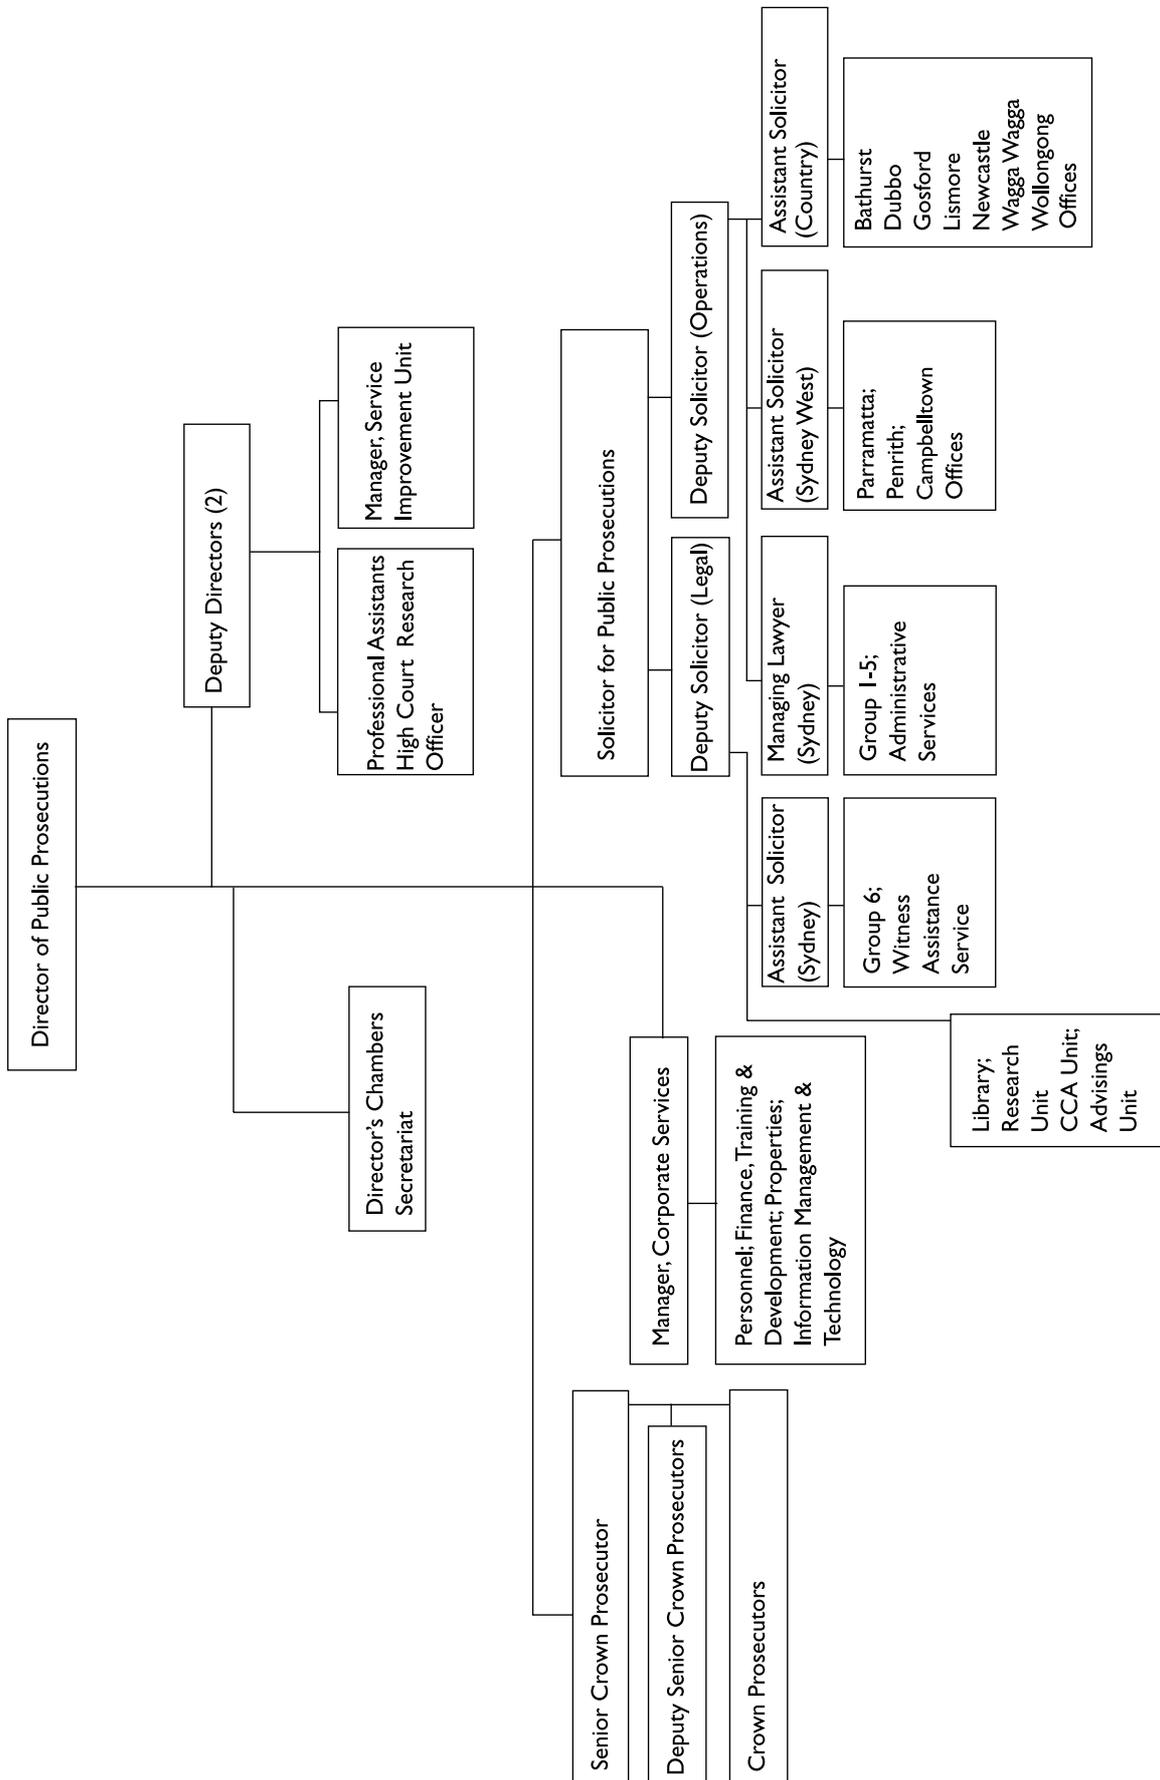 Director of Public Prosecutions
Deputy Directors (2)
Director's Chambers
Secretariat
Professional Assistants
High Court Research
Officer
Manager, Service
Improvement Unit
Senior Crown Prosecutor
Deputy Senior Crown Prosecutors
Crown Prosecutors
Manager, Corporate Services
Personnel; Finance, Training &
Development; Properties;
Information Management &
Technology
Solicitor for Public Prosecutions
Deputy Solicitor (Legal)
Deputy Solicitor (Operations)
Assistant Solicitor
(Sydney)
Managing Lawyer
(Sydney)
Assistant Solicitor
(Sydney West)
Assistant Solicitor
(Country)
Group 6;
Witness
Assistance
Service
Group 1-5;
Administrative
Services
Parramatta;
Penrith;
Campbelltown
Offices
Bathurst
Dubbo
Gosford
Lismore
Newcastle
Wagga Wagga
Wollongong
Offices
Library;
Research
Unit
CCA Unit;
Advisings
Unit